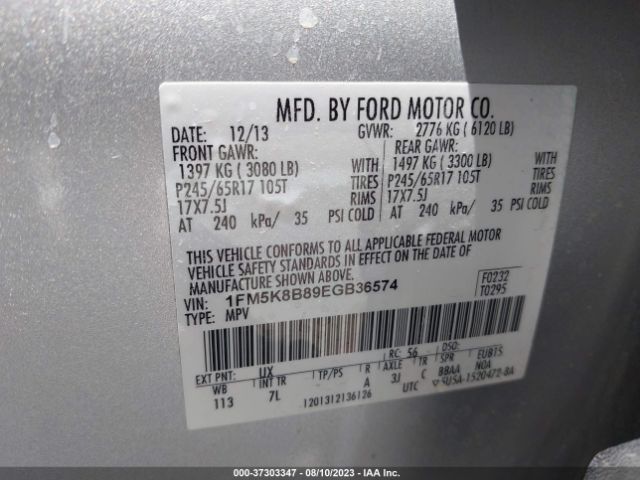 MFD. BY FORD MOTOR CO.
DATE: 12/13 GVWR: 2776 KG ( 6120 LB)
FRONT GAWR: REAR GAWR:
1397 KG ( 3080 LB) WITH 1497 KG ( 3300 LB) WITH
P245/65R17 105T TIRES P245/65R17 105T TIRES
17X7.5J RIMS 17X7.5J RIMS
AT 240 kPa/ 35 PSI COLD AT 240 kPa/ 35 PSI COLD
THIS VEHICLE CONFORMS TO ALL APPLICABLE FEDERAL MOTOR
VEHICLE SAFETY STANDARDS IN EFFECT ON THE DATE OF
MANUFACTURE SHOWN ABOVE.
VIN: 1FM5K8B89EGB36574 F0232
TYPE: MPV T0295
EXT PNT: UX RC: 56 DSO:
WB INT TR TP/PS R AXLE TR SPR EUBTS
113 7L A 3J C BBAA NOA
1201312136126 UTC
000-37303347 - 08/10/2023 - IAA Inc.